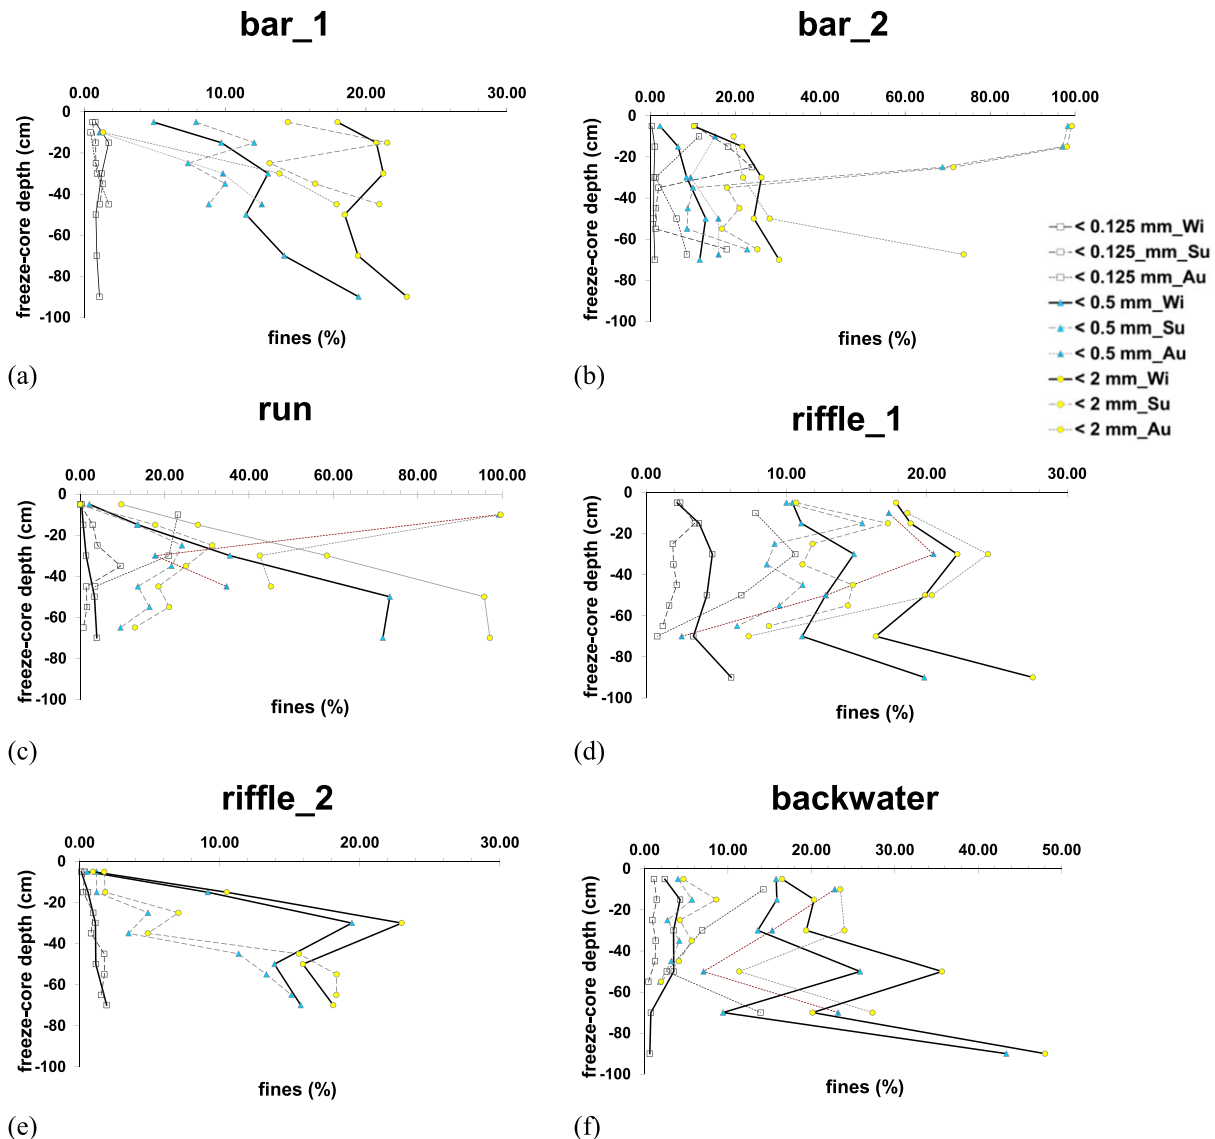 bar_1
0.00 10.00 20.00 30.00
0
-20
-40
-60
-80
-100
freeze-core depth (cm)
fines (%)
(a)
bar_2
0.00 20.00 40.00 60.00 80.00 100.00
0
-20
-40
-60
-80
-100
freeze-core depth (cm)
fines (%)
(b)
< 0.125 mm_Wi
< 0.125_mm_Su
< 0.125 mm_Au
< 0.5 mm_Wi
< 0.5 mm_Su
< 0.5 mm_Au
< 2 mm_Wi
< 2 mm_Su
< 2 mm_Au
run
0.00 20.00 40.00 60.00 80.00 100.00
0
-20
-40
-60
-80
-100
freeze-core depth (cm)
fines (%)
(c)
riffle_1
0.00 10.00 20.00 30.00
0
-20
-40
-60
-80
-100
freeze-core depth (cm)
fines (%)
(d)
riffle_2
0.00 10.00 20.00 30.00
0
-20
-40
-60
-80
-100
freeze-core depth (cm)
fines (%)
(e)
backwater
0.00 10.00 20.00 30.00 40.00 50.00
0
-20
-40
-60
-80
-100
freeze-core depth (cm)
fines (%)
(f)